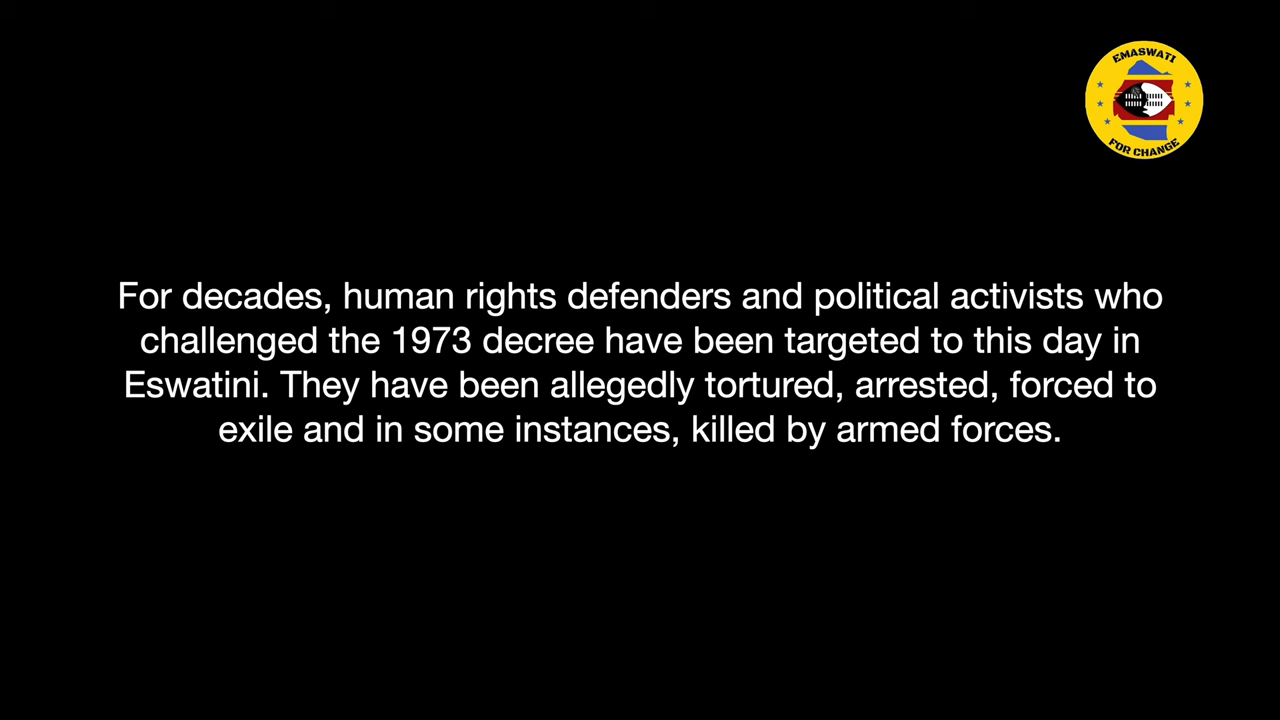 EMASWATI
FOR CHANGE
For decades, human rights defenders and political activists who
challenged the 1973 decree have been targeted to this day in
Eswatini. They have been allegedly tortured, arrested, forced to
exile and in some instances, killed by armed forces.